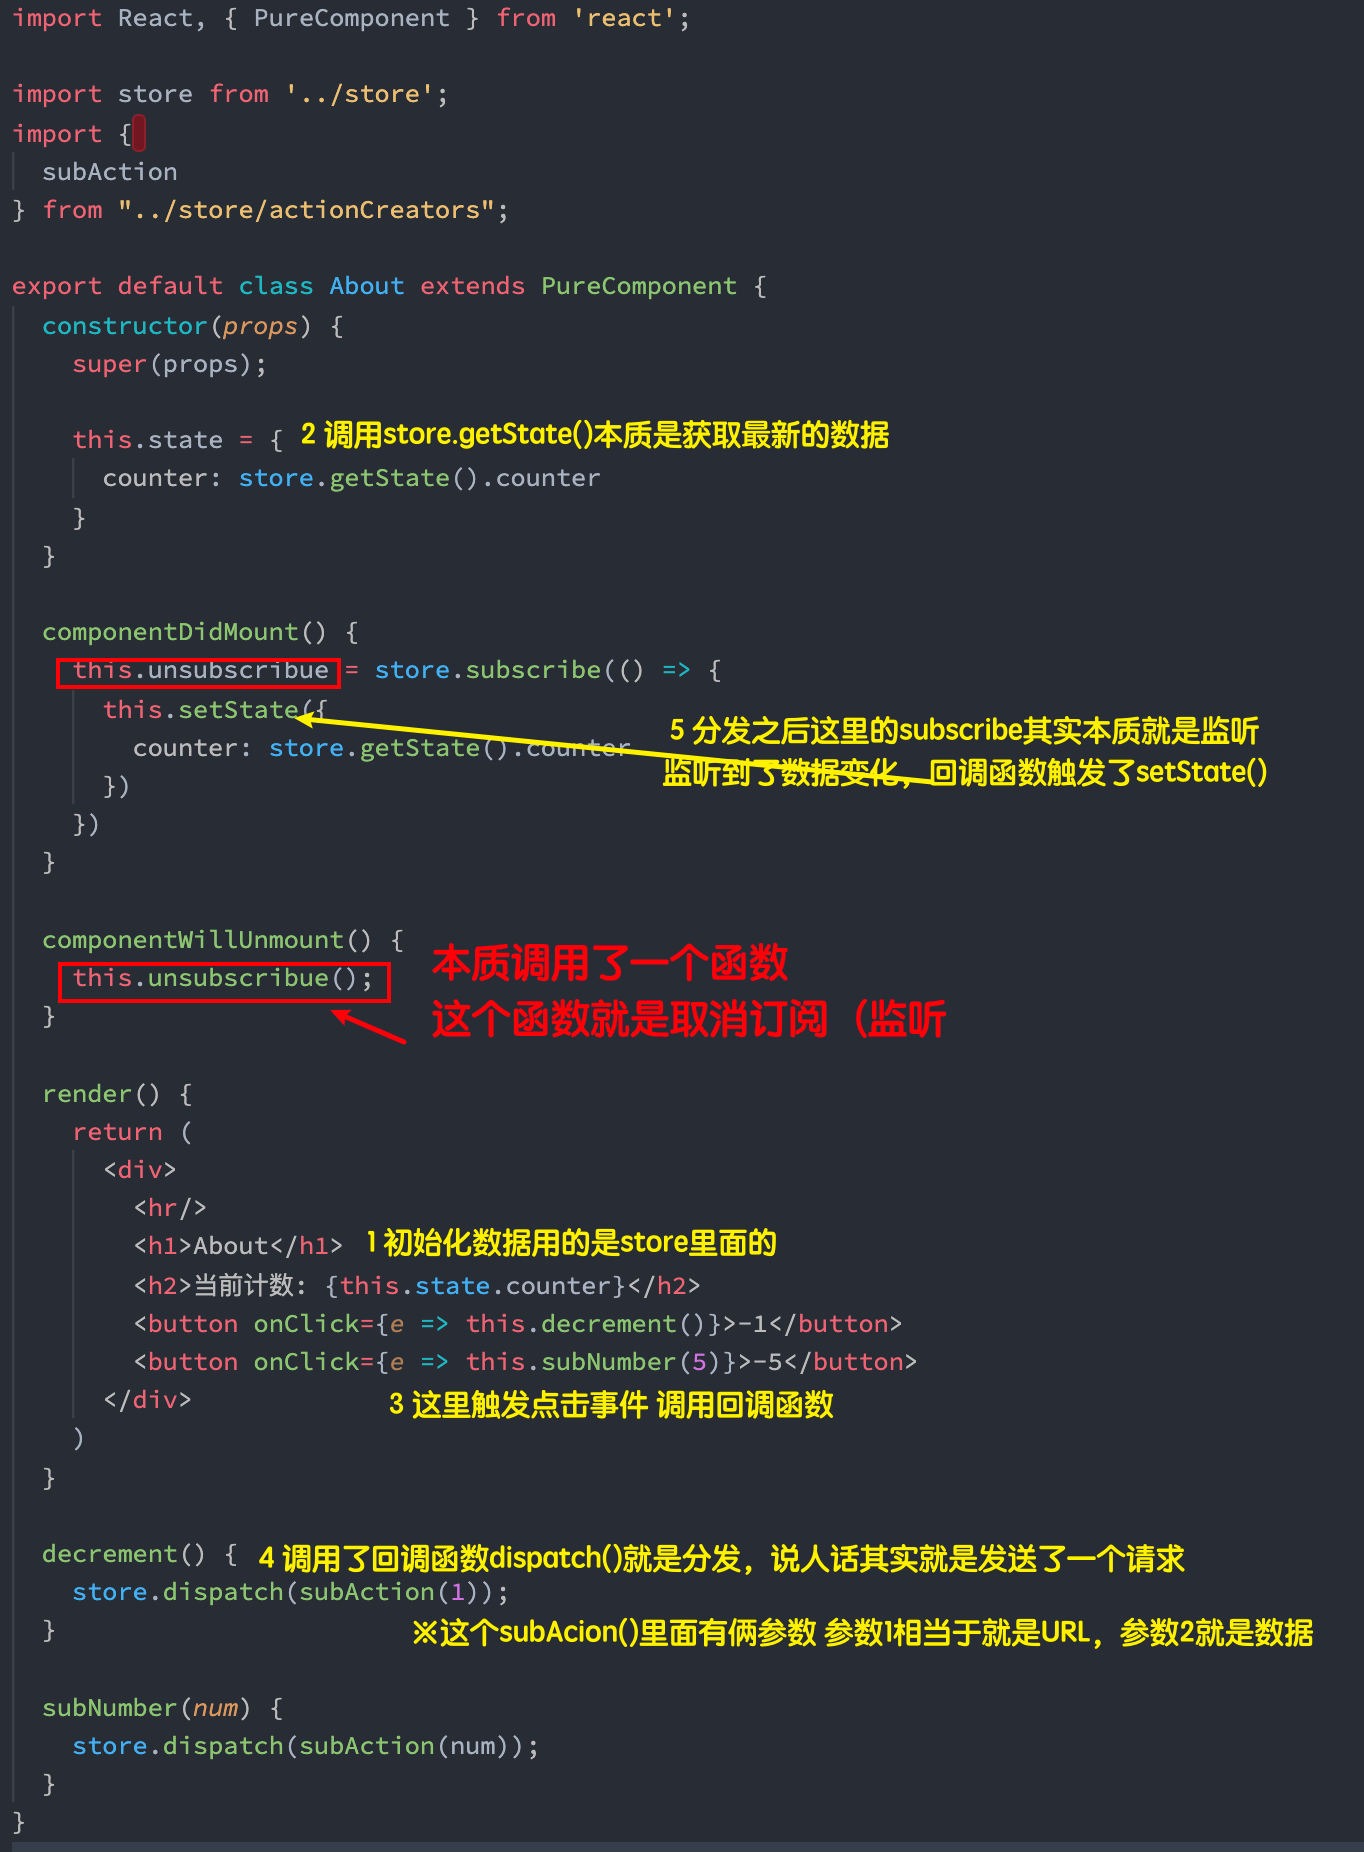 import React, { PureComponent } from 'react';
import store from '../store';
import {
subAction
} from "../store/actionCreators";
export default class About extends PureComponent {
constructor(props) {
super(props);
this.state = { 2 调用store.getState()本质是获取最新的数据
counter: store.getState().counter
}
}
componentDidMount() {
this.unsubscribue = store.subscribe(() => {
this.setState({
5 分发之后这里的subscribe其实本质就是监听
counter: store.getState().counter
监听到了数据变化，回调函数触发了setState()
})
})
}
componentWillUnmount() {
本质调用了一个函数
this.unsubscribue();
这个函数就是取消订阅（监听
}
render() {
return (
<div>
<hr/>
<h1>About</h1> 1 初始化数据用的是store里面的
<h2>当前计数: {this.state.counter}</h2>
<button onClick={e => this.decrement()}>-1</button>
<button onClick={e => this.subNumber(5)}>-5</button>
</div> 3 这里触发点击事件 调用回调函数
)
}
decrement() { 4 调用了回调函数dispatch()就是分发，说人话其实就是发送了一个请求
store.dispatch(subAction(1));
} ※这个subAcion()里面有俩参数 参数1相当于就是URL，参数2就是数据
subNumber(num) {
store.dispatch(subAction(num));
}
}